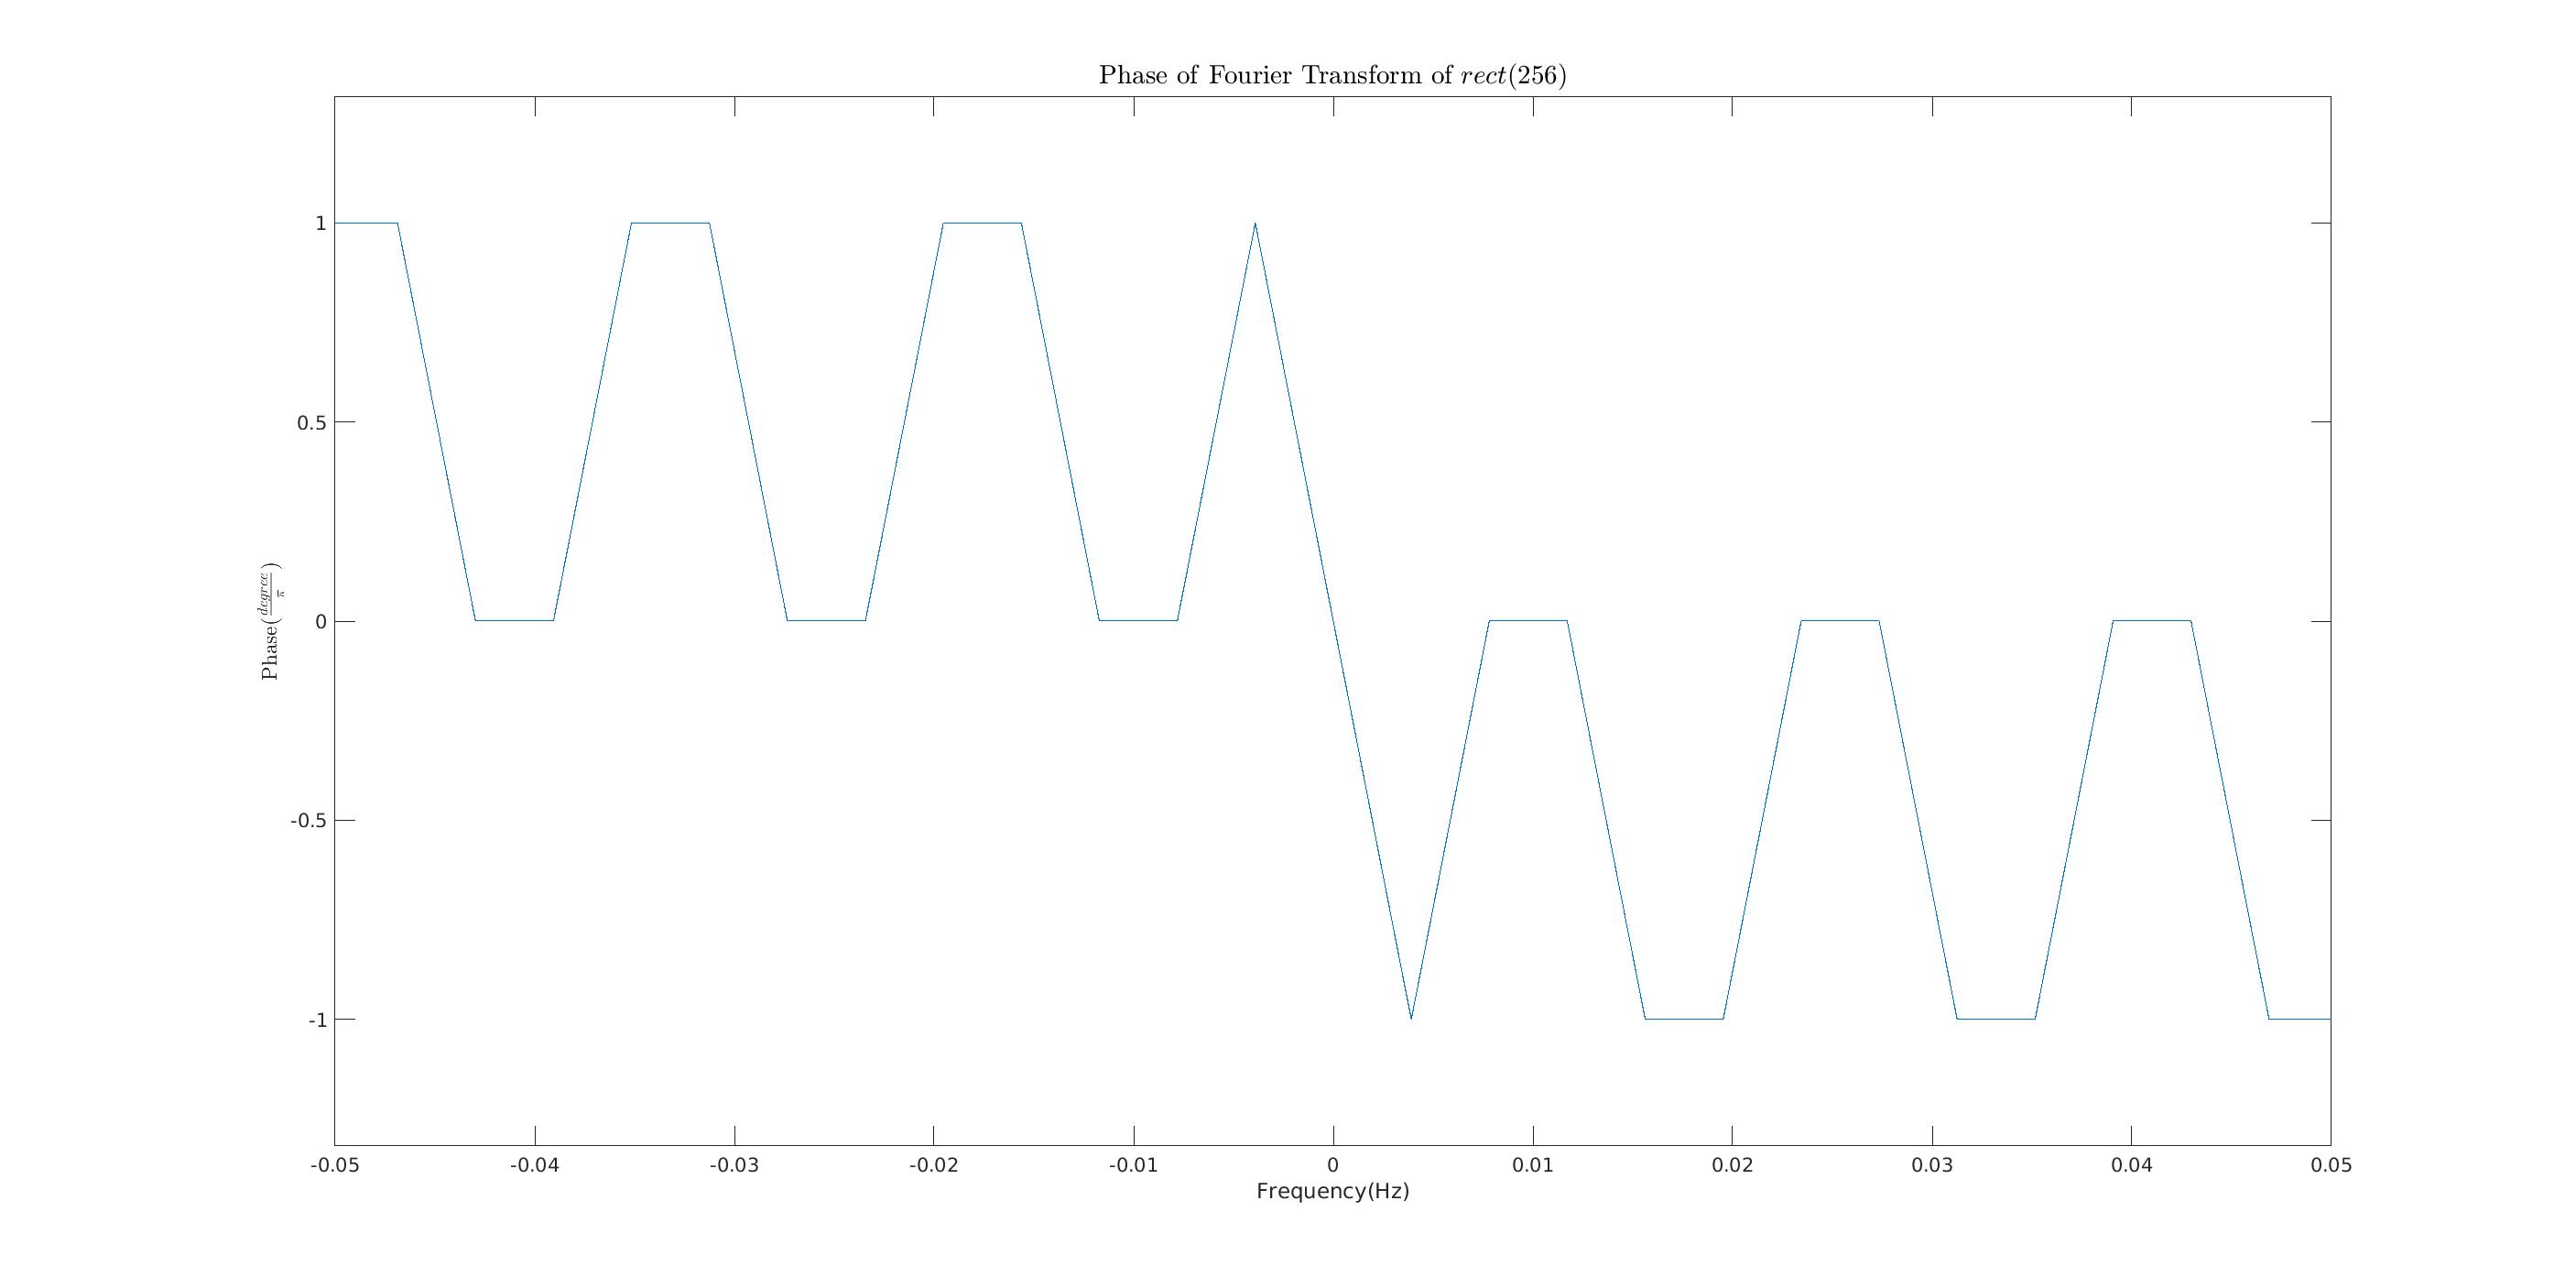 Phase of Fourier Transform of rect(256)
1
0.5
0
-0.5
-1
Phase(degree/π)
-0.05 -0.04 -0.03 -0.02 -0.01 0 0.01 0.02 0.03 0.04 0.05
Frequency(Hz)